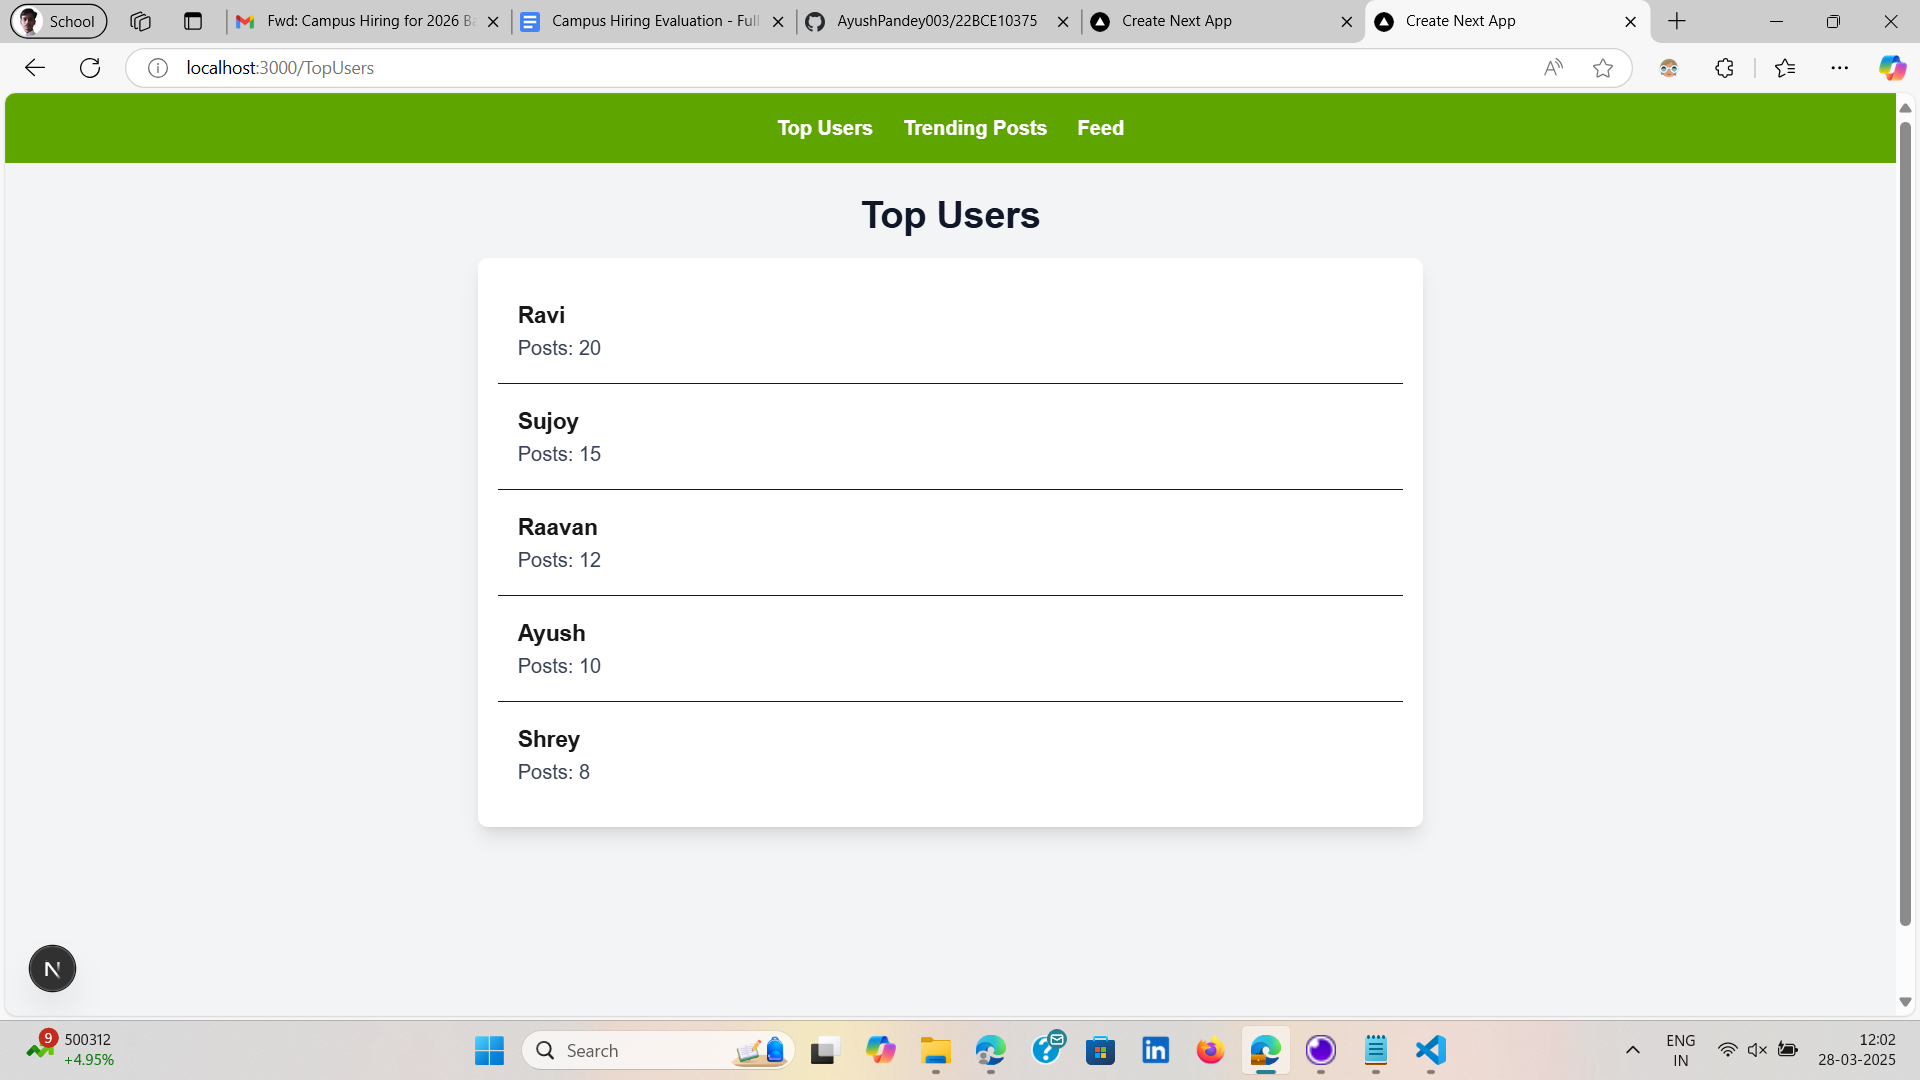 School
Fwd: Campus Hiring for 2026 Ba
Campus Hiring Evaluation - Full
AyushPandey003/22BCE10375
Create Next App
Create Next App
localhost:3000/TopUsers
Top Users
Trending Posts
Feed
Top Users
Ravi
Posts: 20
Sujoy
Posts: 15
Raavan
Posts: 12
Ayush
Posts: 10
Shrey
Posts: 8
N
9
500312
+4.95%
Search
ENG
IN
12:02
28-03-2025